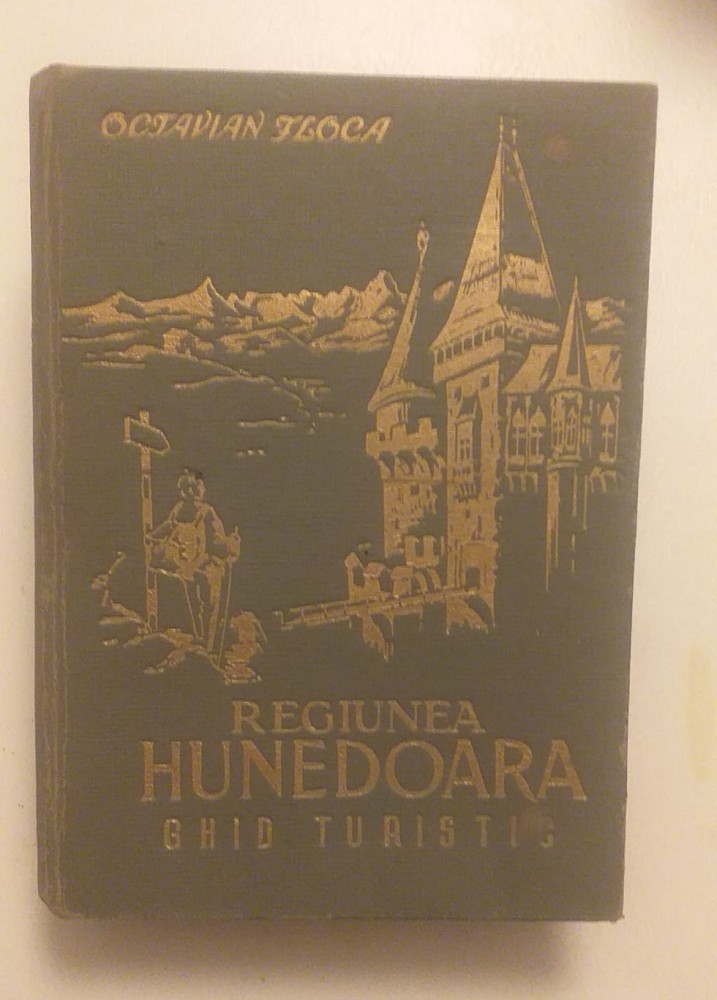 OCTAVIAN FLOCA
REGIUNEA
HUNEDOARA
GHID TURISTIC